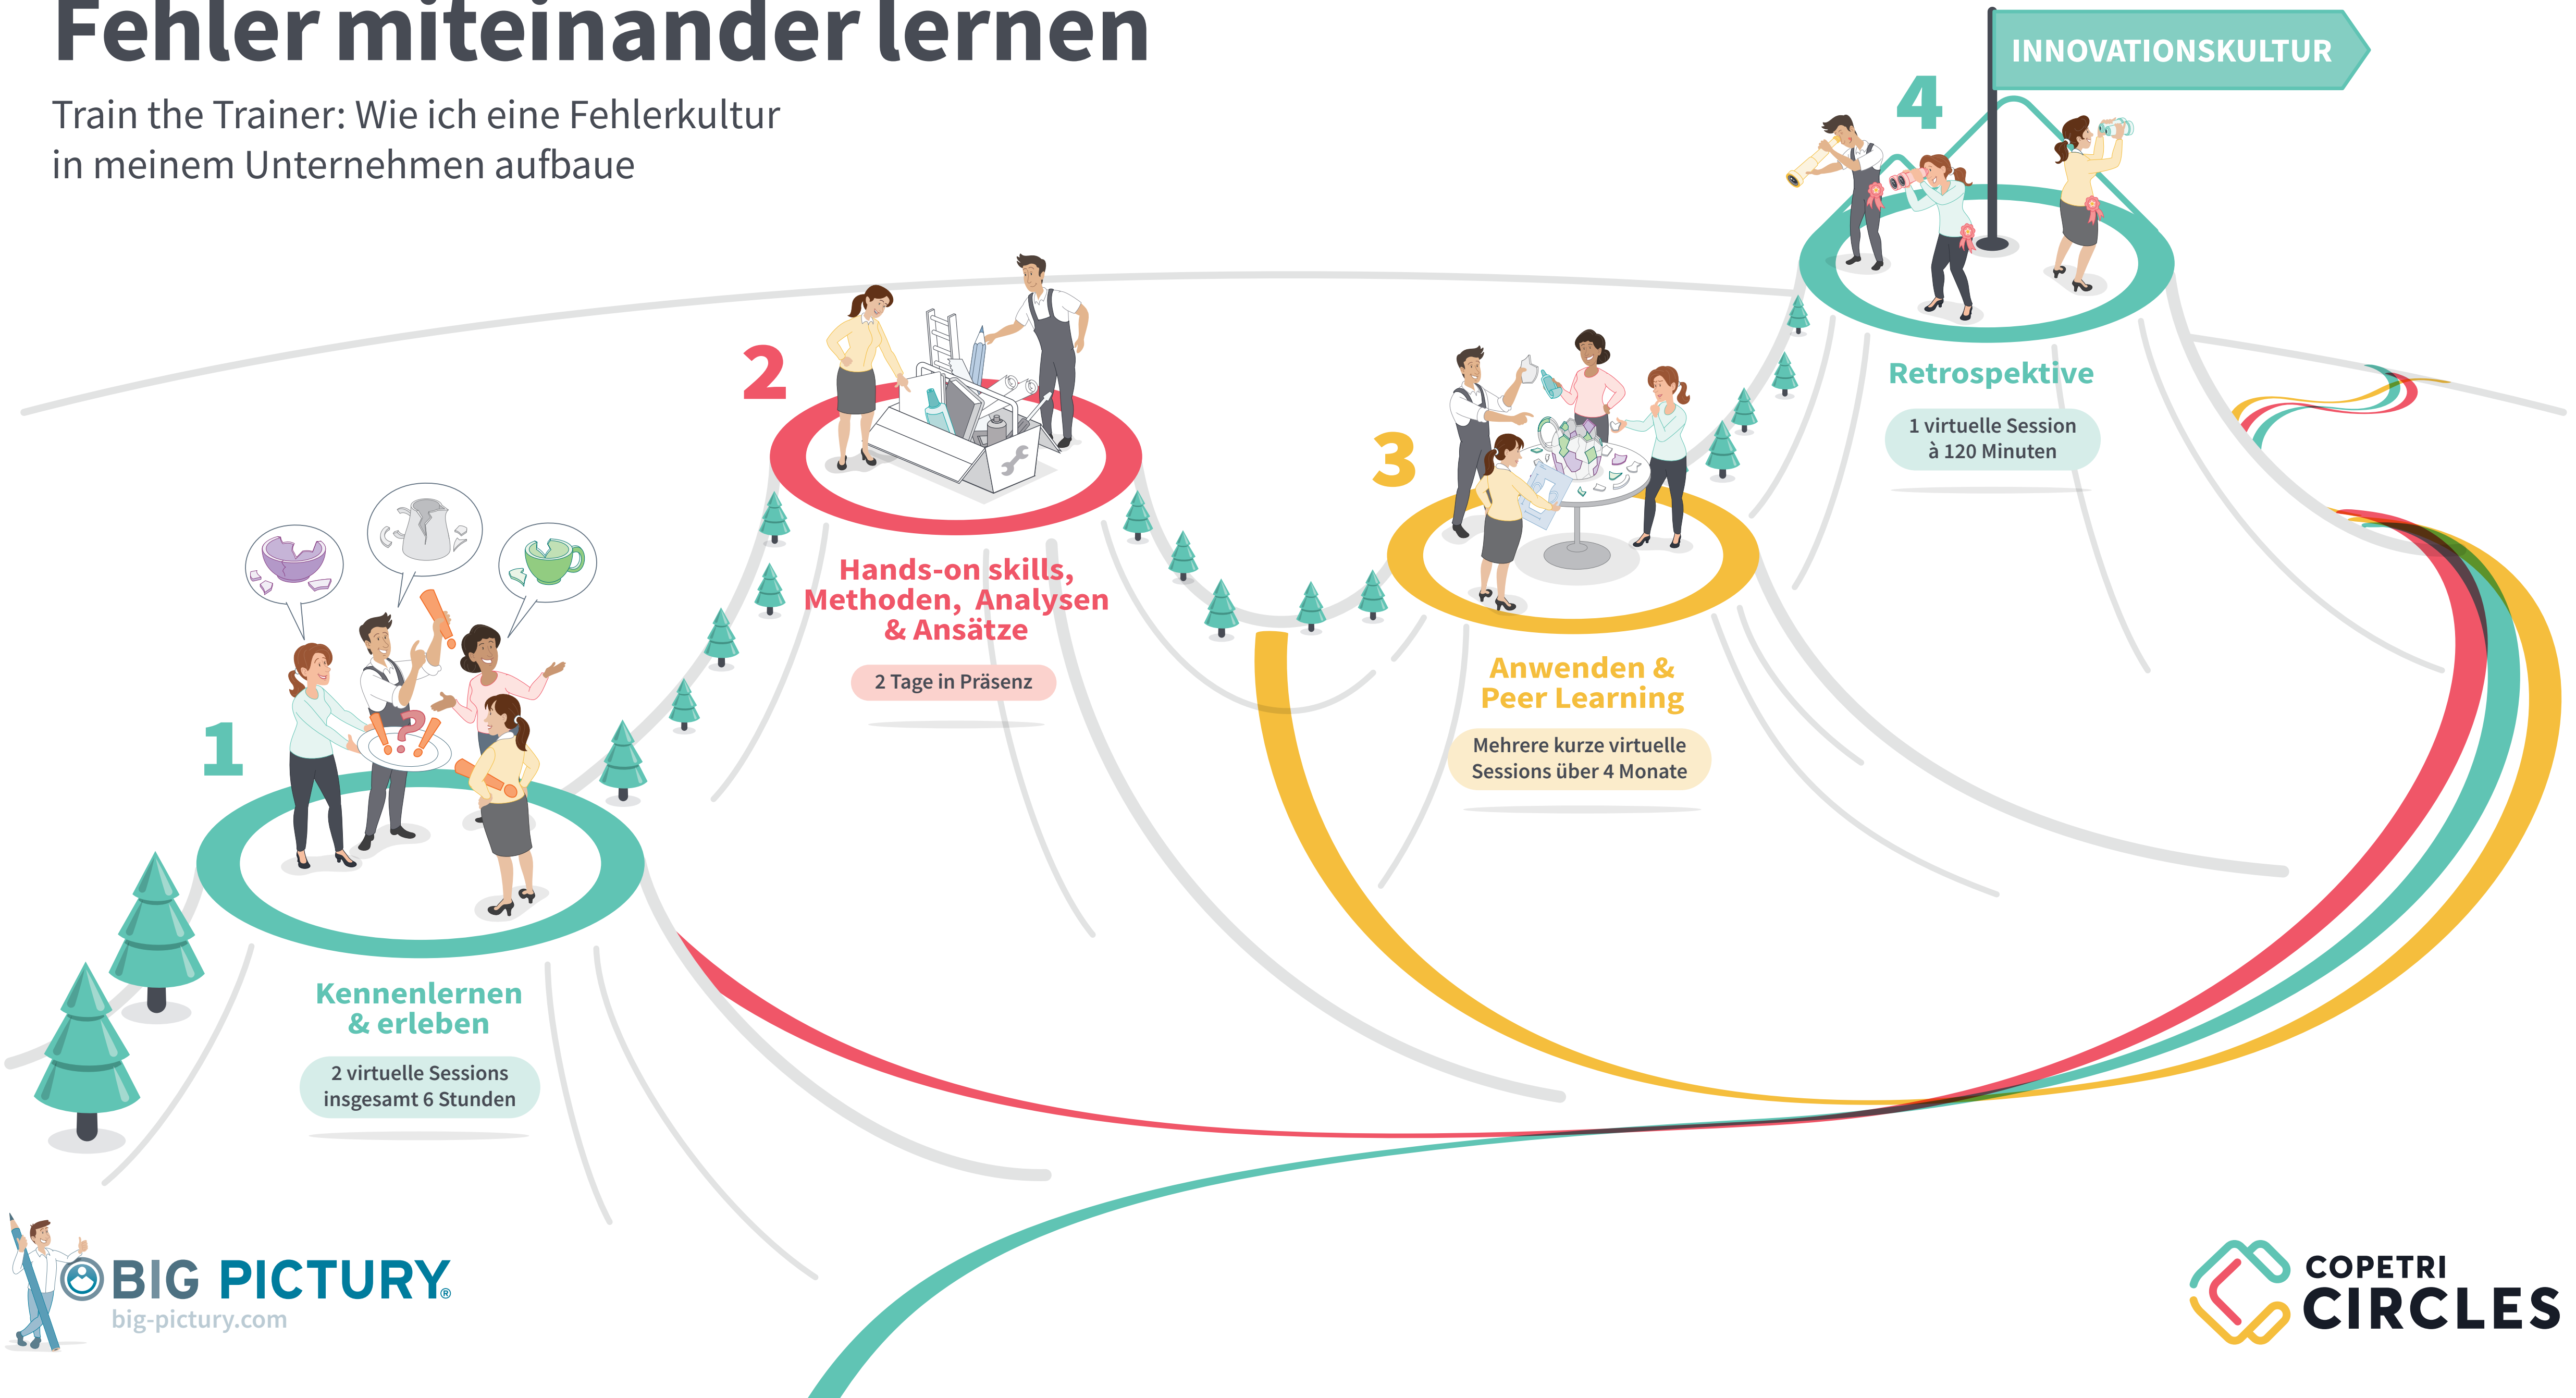 Fehler miteinander lernen
Train the Trainer: Wie ich eine Fehlerkultur
in meinem Unternehmen aufbaue
1
Kennenlernen
& erleben
2 virtuelle Sessions
insgesamt 6 Stunden
2
Hands-on skills,
Methoden, Analysen
& Ansätze
2 Tage in Präsenz
3
Anwenden &
Peer Learning
Mehrere kurze virtuelle
Sessions über 4 Monate
4
INNOVATIONSKULTUR
Retrospektive
1 virtuelle Session
à 120 Minuten
BIG PICTURY®
big-pictury.com
COPETRI
CIRCLES